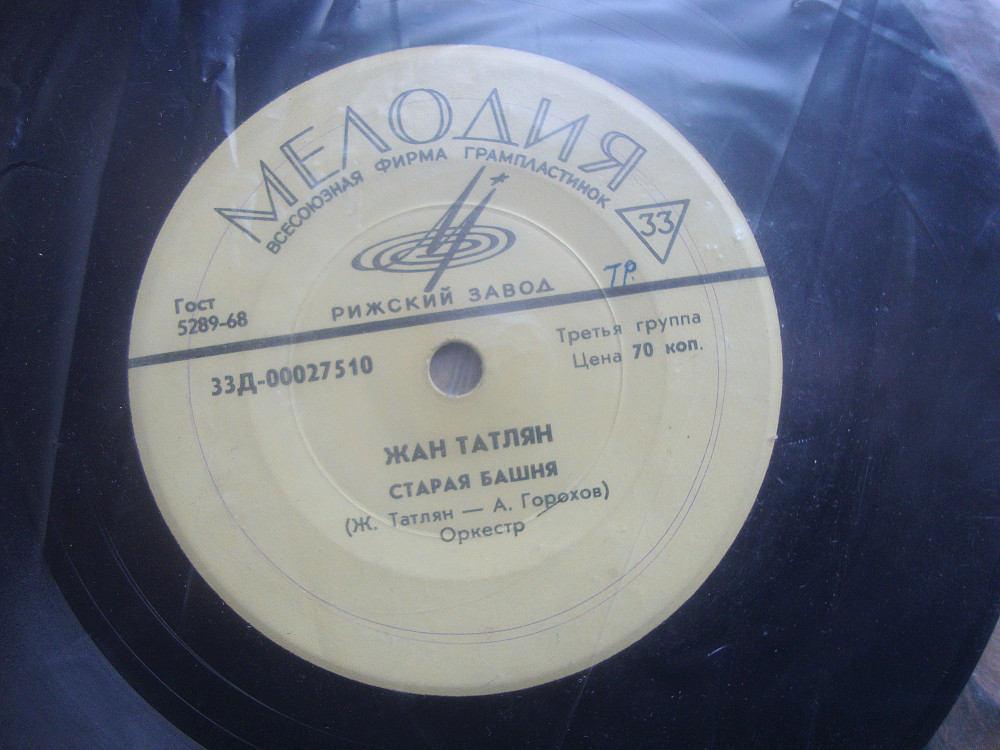 МЕЛОДИЯ
ВСЕСОЮЗНАЯ ФИРМА ГРАМПЛАСТИНОК
33
РИЖСКИЙ ЗАВОД
ТР.
Гост
5289-68
Третья группа
Цена 70 коп.
33Д-00027510
ЖАН ТАТЛЯН
СТАРАЯ БАШНЯ
(Ж. Татлян — А. Горохов)
Оркестр